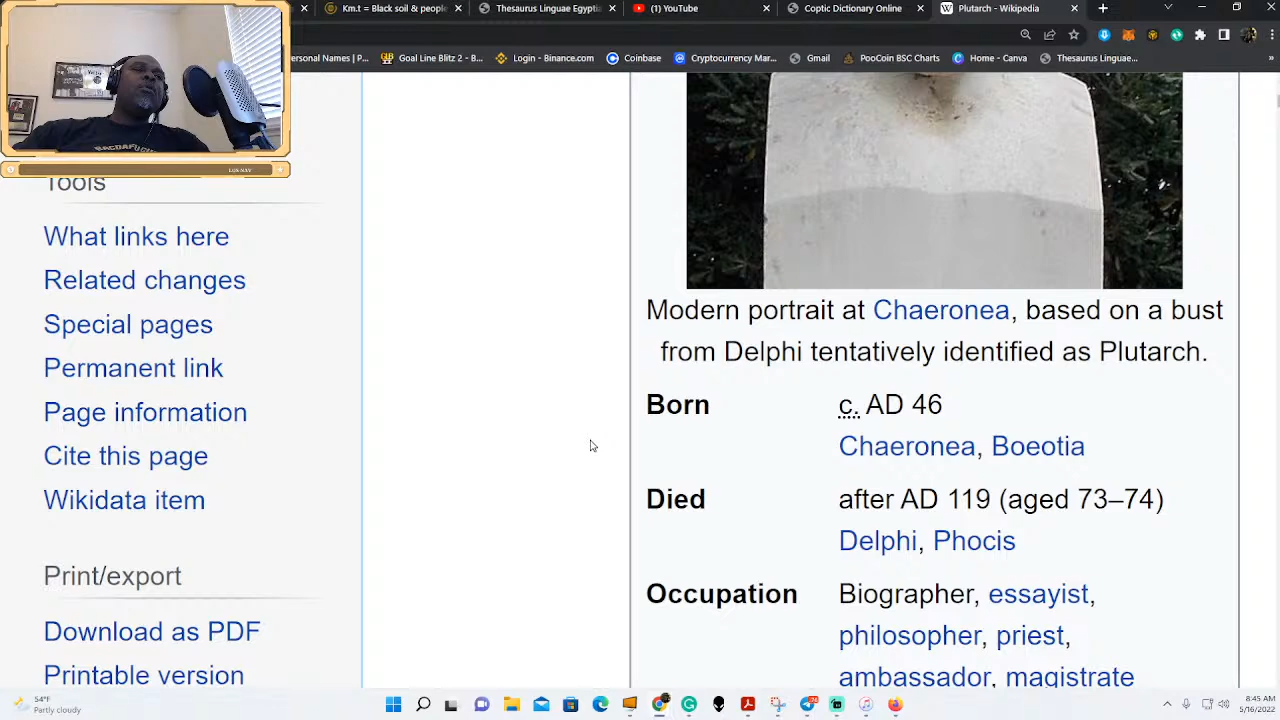 Km.t = Black soil & people
Thesaurus Linguae Egyptia
(1) YouTube
Coptic Dictionary Online
Plutarch - Wikipedia
ersonal Names | P...
Goal Line Blitz 2 - B...
Login - Binance.com
Coinbase
Cryptocurrency Mar...
Gmail
PooCoin BSC Charts
Home - Canva
Thesaurus Linguae...
Tools
What links here
Related changes
Special pages
Permanent link
Page information
Cite this page
Wikidata item
Print/export
Download as PDF
Printable version
Modern portrait at Chaeronea, based on a bust
from Delphi tentatively identified as Plutarch.
Born c. AD 46
Chaeronea, Boeotia
Died after AD 119 (aged 73–74)
Delphi, Phocis
Occupation Biographer, essayist,
philosopher, priest,
ambassador, magistrate
54°F
Partly cloudy
8:45 AM
5/16/2022